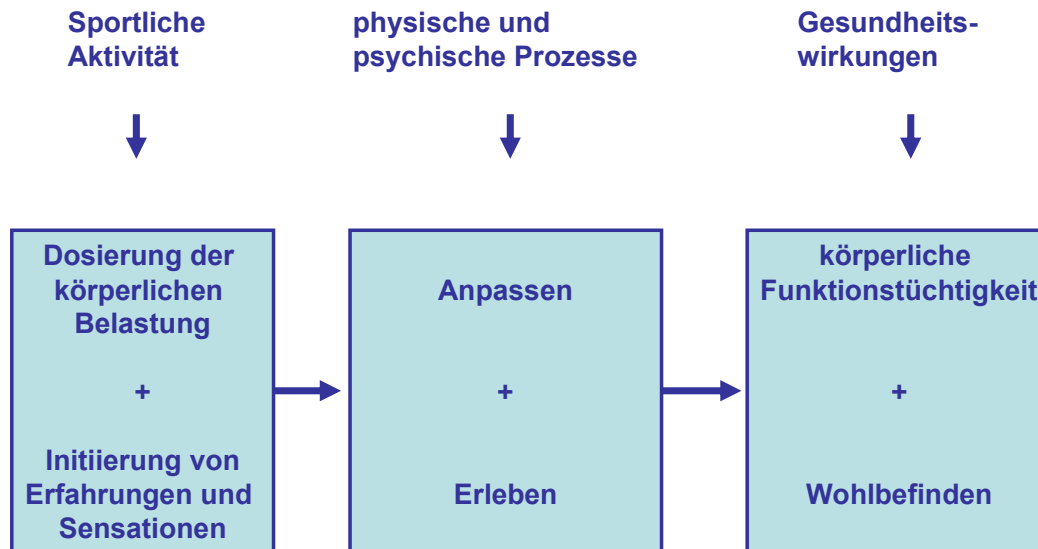 Sportliche
Aktivität
physische und
psychische Prozesse
Gesundheits-
wirkungen
Dosierung der
körperlichen
Belastung
+
Initiierung von
Erfahrungen und
Sensationen
Anpassen
+
Erleben
körperliche
Funktionstüchtigkeit
+
Wohlbefinden